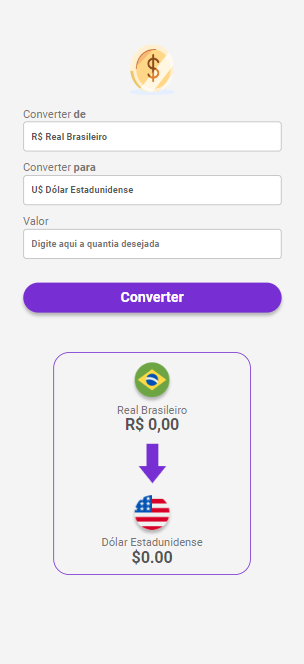 $
Converter de
R$ Real Brasileiro
Converter para
U$ Dólar Estadunidense
Valor
Digite aqui a quantia desejada
Converter
Real Brasileiro
R$ 0,00
Dólar Estadunidense
$0.00